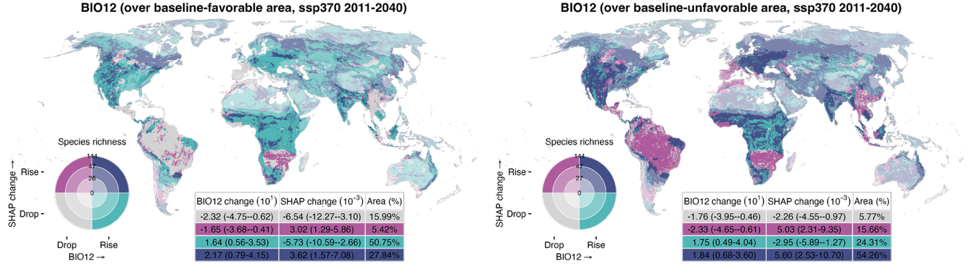 BIO12 (over baseline-favorable area, ssp370 2011-2040)
Species richness
144
47
26
0
SHAP change →
Rise
Drop
Drop
Rise
BIO12 →
BIO12 change (10¹) SHAP change (10⁻³) Area (%)
-2.32 (-4.75--0.62) -6.54 (-12.27--3.10) 15.99%
-1.65 (-3.68--0.41) 3.02 (1.29-5.86) 5.42%
1.64 (0.56-3.53) -5.73 (-10.59--2.66) 50.75%
2.17 (0.79-4.15) 3.62 (1.57-7.08) 27.84%
BIO12 (over baseline-unfavorable area, ssp370 2011-2040)
Species richness
144
42
27
0
SHAP change →
Rise
Drop
Drop
Rise
BIO12 →
BIO12 change (10¹) SHAP change (10⁻³) Area (%)
-1.76 (-3.95--0.46) -2.26 (-4.55--0.97) 5.77%
-2.33 (-4.65--0.61) 5.03 (2.31-9.35) 15.66%
1.75 (0.49-4.04) -2.95 (-5.89--1.27) 24.31%
1.84 (0.68-3.60) 5.60 (2.53-10.70) 54.26%